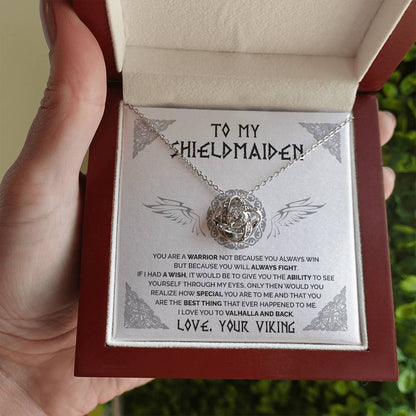 TO MY
SHIELDMAIDEN
YOU ARE A WARRIOR NOT BECAUSE YOU ALWAYS WIN
BUT BECAUSE YOU WILL ALWAYS FIGHT.
IF I HAD A WISH, IT WOULD BE TO GIVE YOU THE ABILITY TO SEE
YOURSELF THROUGH MY EYES, ONLY THEN WOULD YOU
REALIZE HOW SPECIAL YOU ARE TO ME AND THAT YOU
ARE THE BEST THING THAT EVER HAPPENED TO ME.
I LOVE YOU TO VALHALLA AND BACK.
LOVE, YOUR VIKING